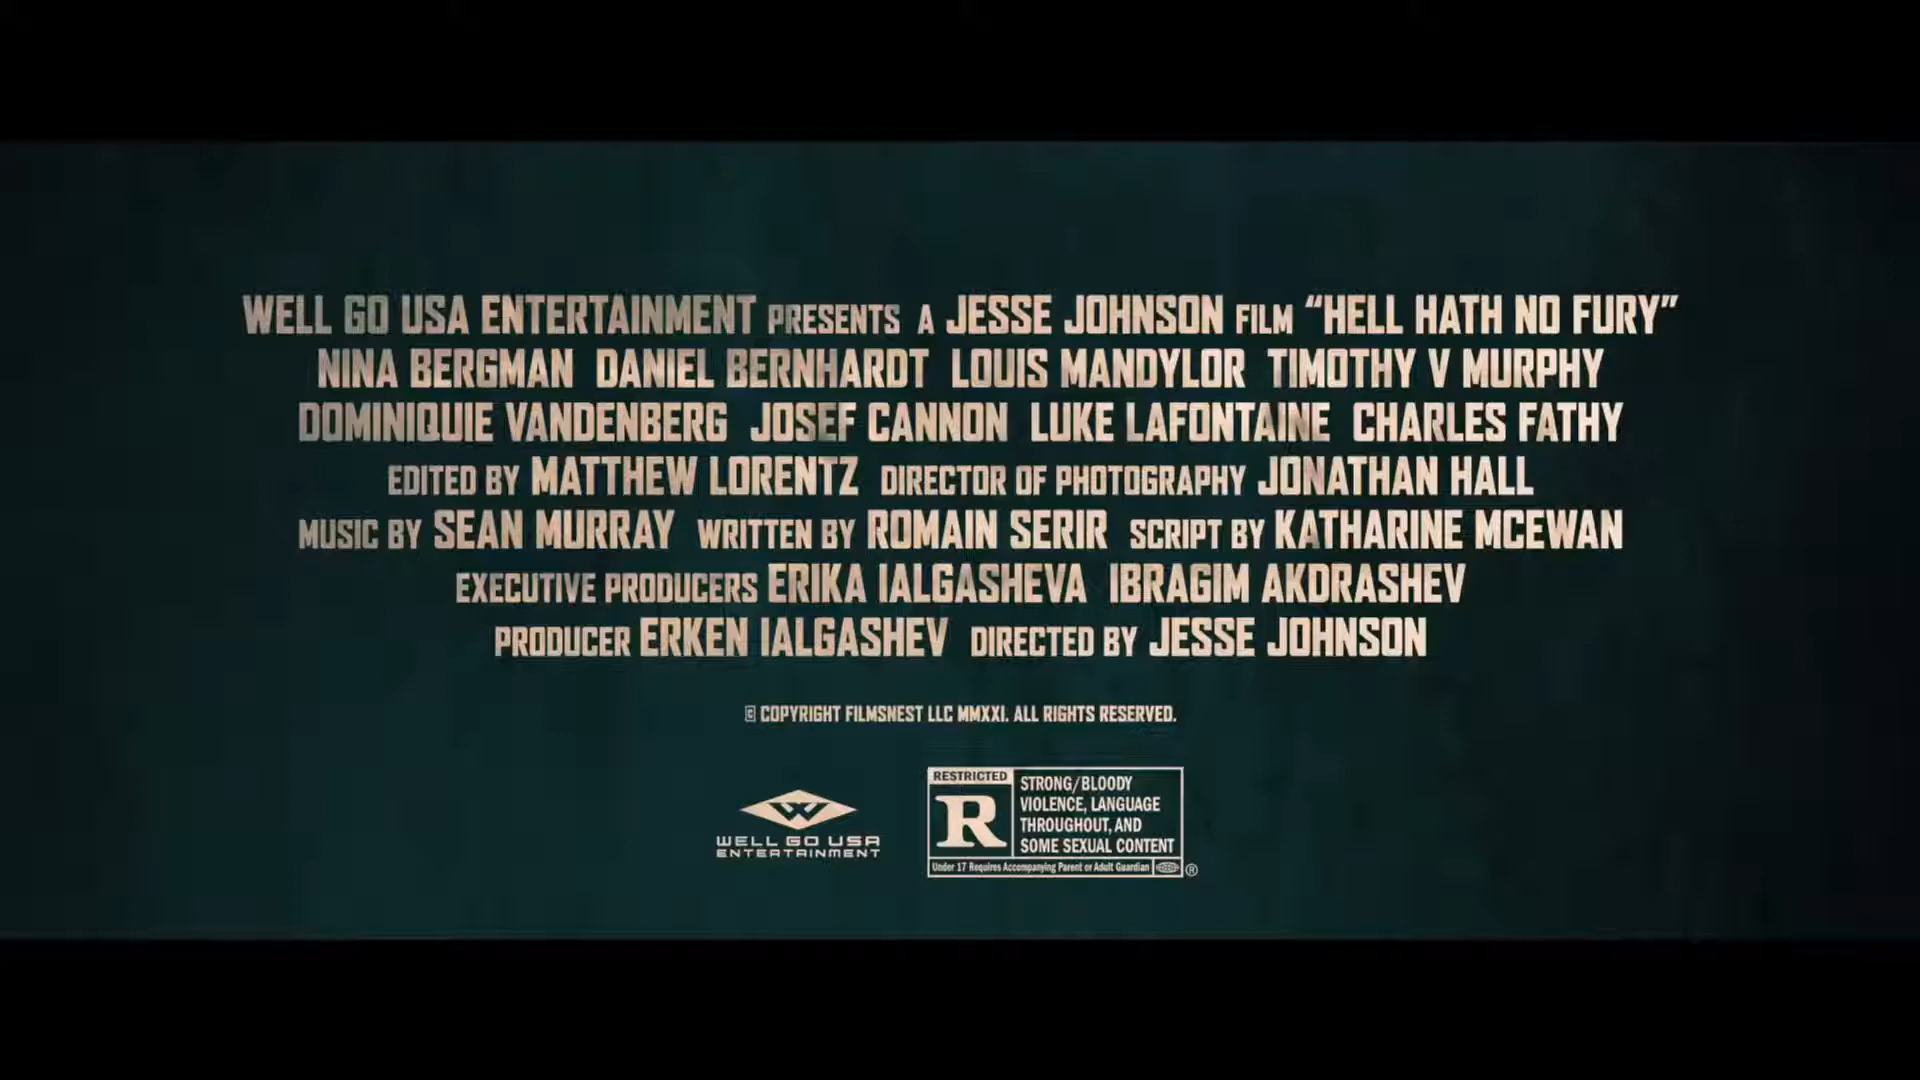 WELL GO USA ENTERTAINMENT PRESENTS A JESSE JOHNSON FILM “HELL HATH NO FURY”
NINA BERGMAN DANIEL BERNHARDT LOUIS MANDYLOR TIMOTHY V MURPHY
DOMINIQUIE VANDENBERG JOSEF CANNON LUKE LAFONTAINE CHARLES FATHY
EDITED BY MATTHEW LORENTZ DIRECTOR OF PHOTOGRAPHY JONATHAN HALL
MUSIC BY SEAN MURRAY WRITTEN BY ROMAIN SERIR SCRIPT BY KATHARINE MCEWAN
EXECUTIVE PRODUCERS ERIKA IALGASHEVA IBRAGIM AKDRASHEV
PRODUCER ERKEN IALGASHEV DIRECTED BY JESSE JOHNSON
© COPYRIGHT FILMSNEST LLC MMXXI. ALL RIGHTS RESERVED.
WELL GO USA
ENTERTAINMENT
RESTRICTED
R
STRONG/BLOODY
VIOLENCE, LANGUAGE
THROUGHOUT, AND
SOME SEXUAL CONTENT
Under 17 Requires Accompanying Parent or Adult Guardian
®